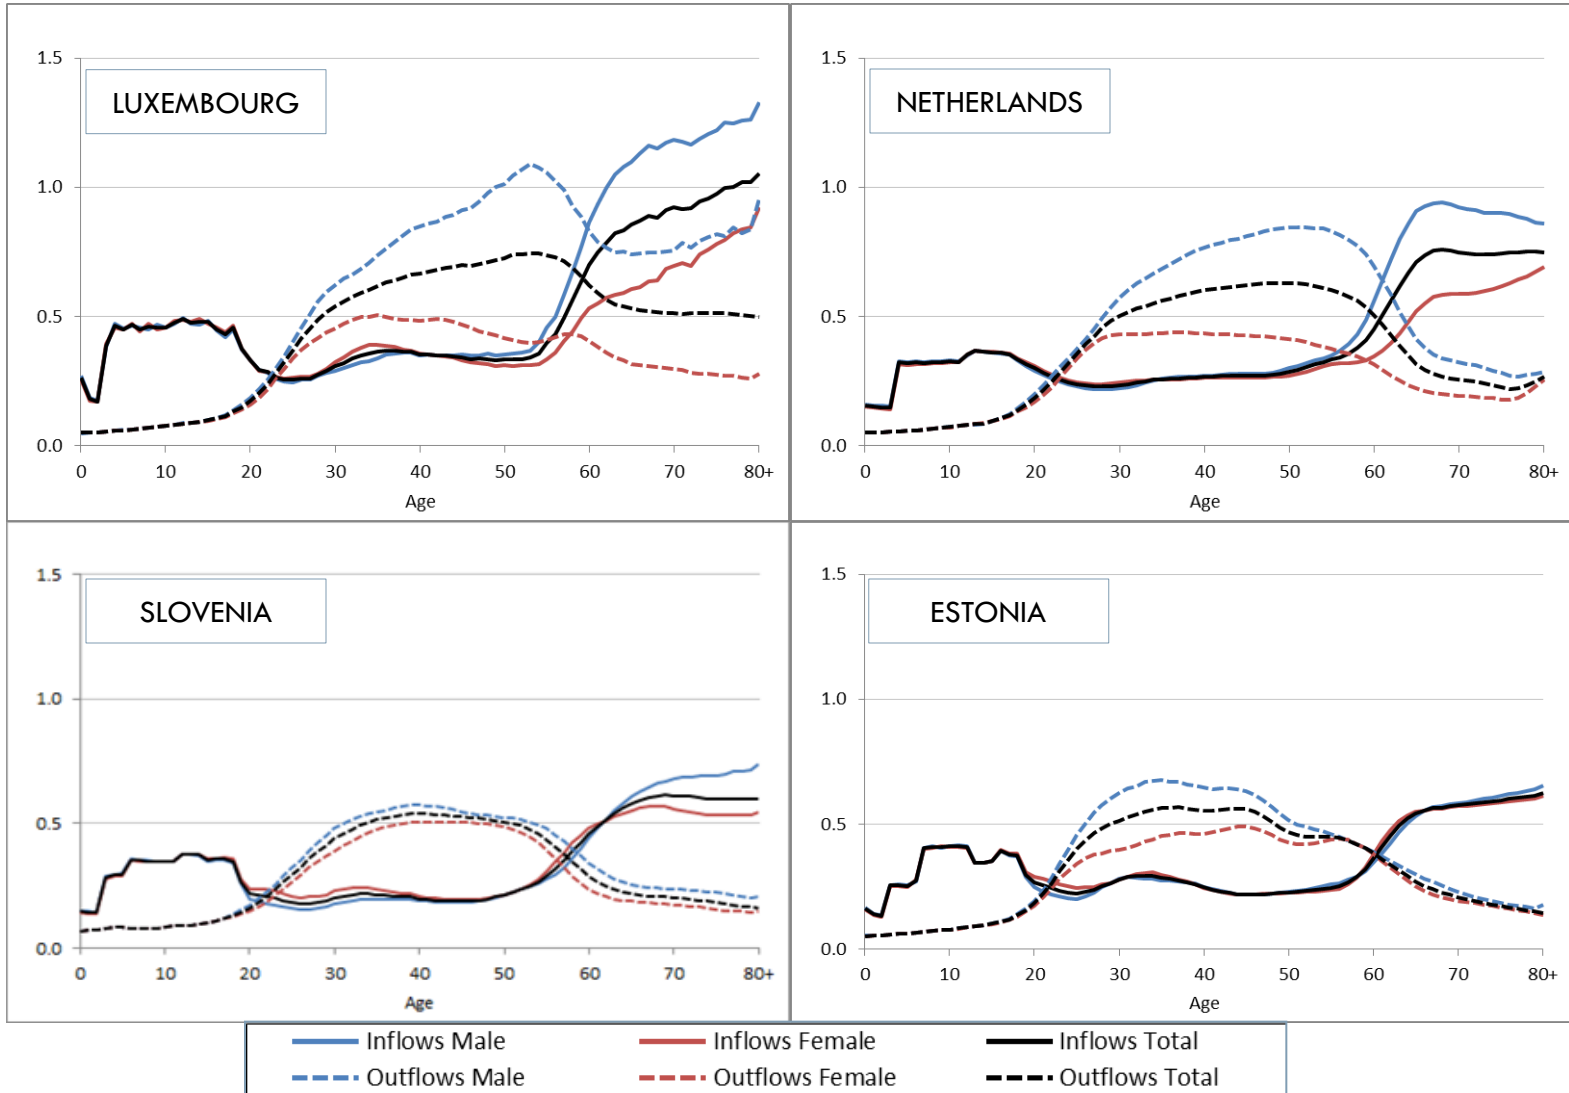 LUXEMBOURG
1.5
1.0
0.5
0.0
0 10 20 30 40 50 60 70 80+
Age
NETHERLANDS
1.5
1.0
0.5
0.0
0 10 20 30 40 50 60 70 80+
Age
SLOVENIA
1.5
1.0
0.5
0.0
0 10 20 30 40 50 60 70 80+
Age
ESTONIA
1.5
1.0
0.5
0.0
0 10 20 30 40 50 60 70 80+
Age
Inflows Male Inflows Female Inflows Total
Outflows Male Outflows Female Outflows Total